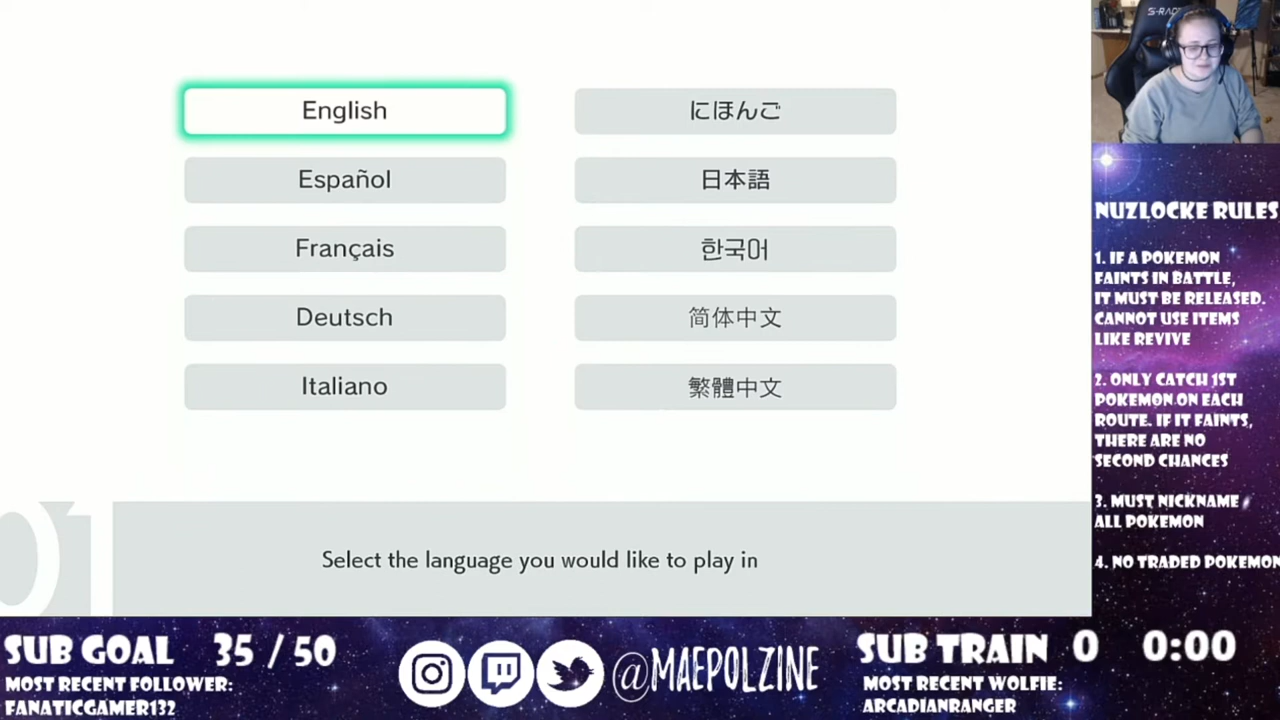 English
にほんご
Español
日本語
Français
한국어
Deutsch
简体中文
Italiano
繁體中文
01
Select the language you would like to play in
NUZLOCKE RULES
1. IF A POKEMON
FAINTS IN BATTLE,
IT MUST BE RELEASED.
CANNOT USE ITEMS
LIKE REVIVE
2. ONLY CATCH 1ST
POKEMON ON EACH
ROUTE. IF IT FAINTS,
THERE ARE NO
SECOND CHANCES
3. MUST NICKNAME
ALL POKEMON
4. NO TRADED POKEMON
SUB GOAL 35 / 50
MOST RECENT FOLLOWER:
FANATICGAMER132
@MAEPOLZINE
SUB TRAIN 0 0:00
MOST RECENT WOLFIE:
ARCADIANRANGER